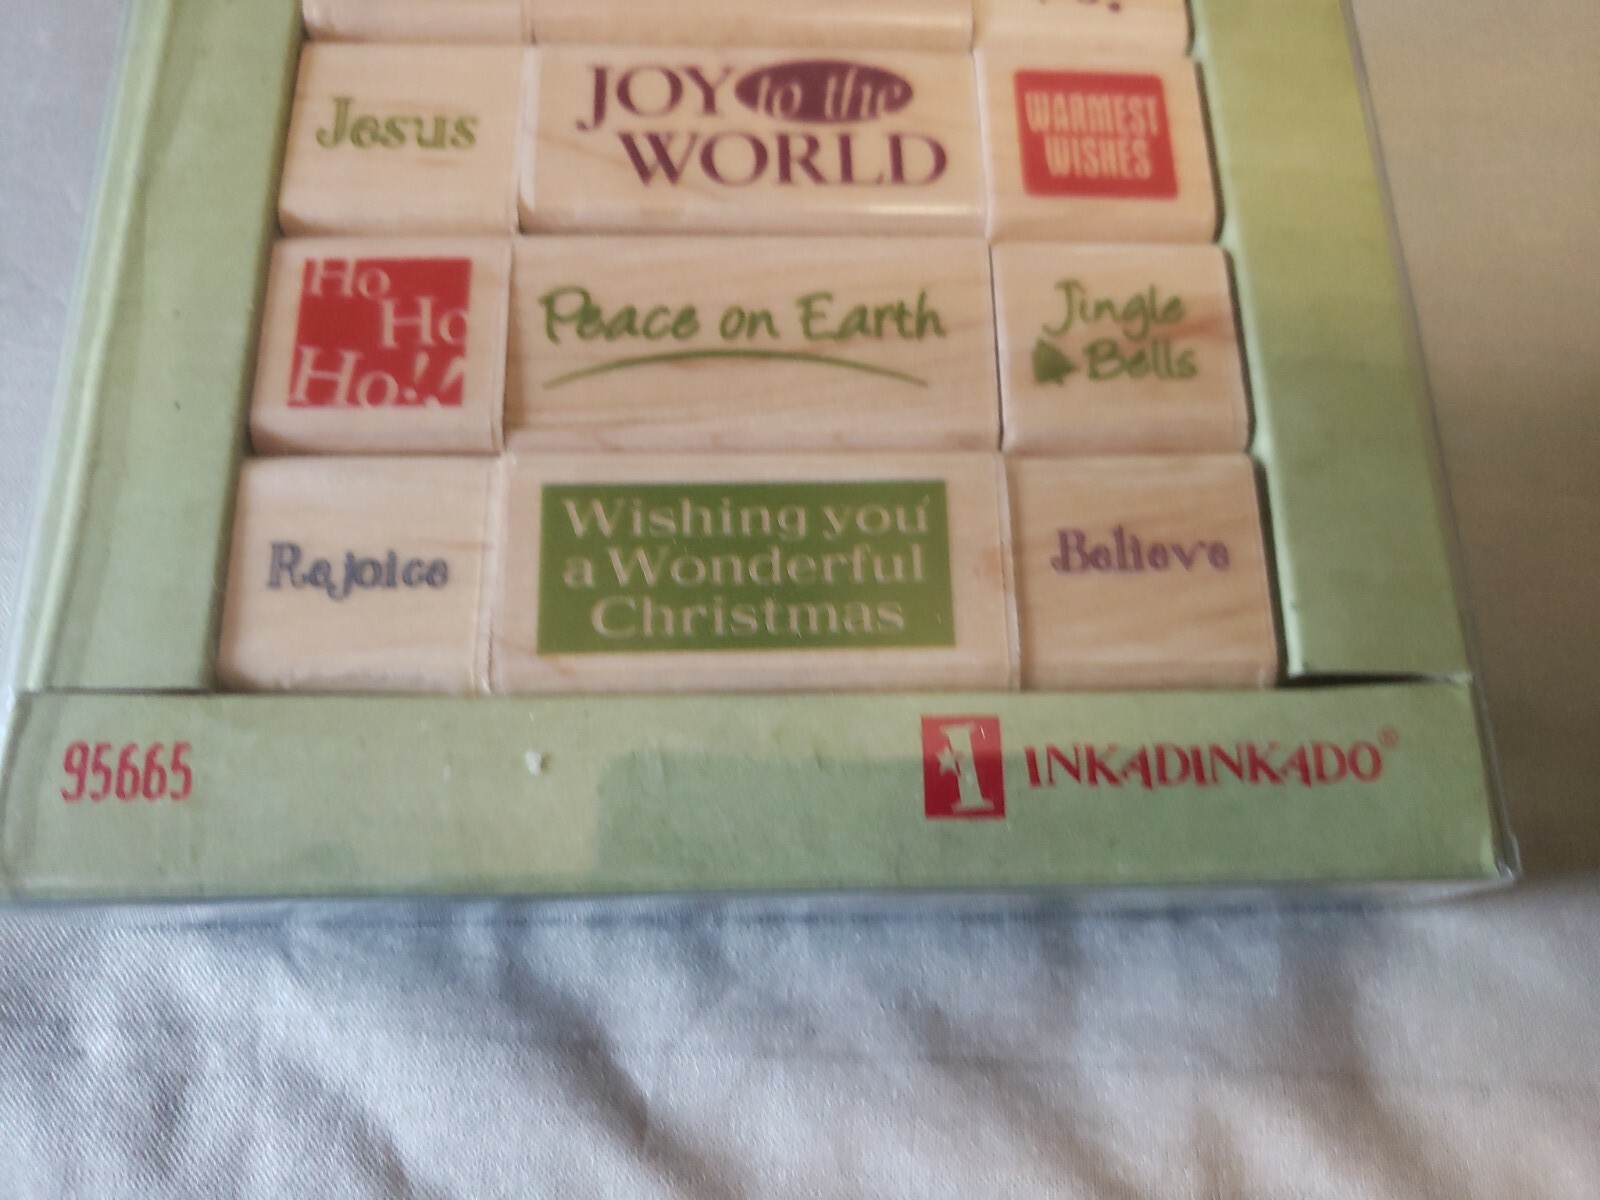 Jesus
JOY to the
WORLD
WARMEST
WISHES
Ho
Ho
Ho!!
Peace on Earth
Jingle
Bells
Rejoice
Wishing you
a Wonderful
Christmas
Believe
95665
1 INKADINKADO®